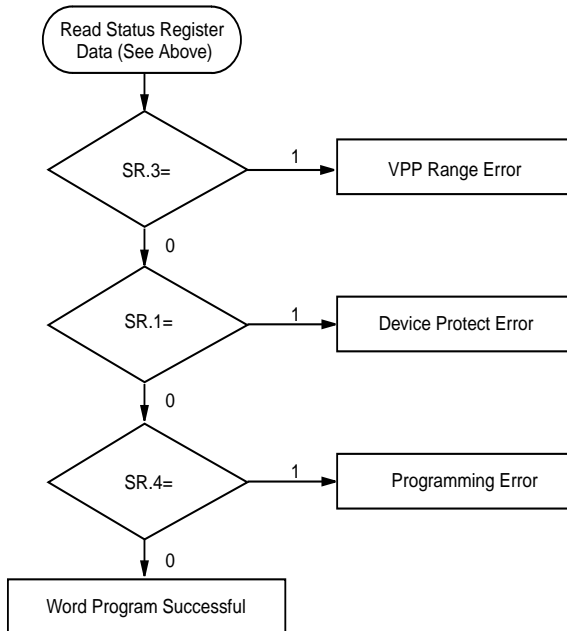 Read Status Register
Data (See Above)
SR.3=
1
VPP Range Error
0
SR.1=
1
Device Protect Error
0
SR.4=
1
Programming Error
0
Word Program Successful